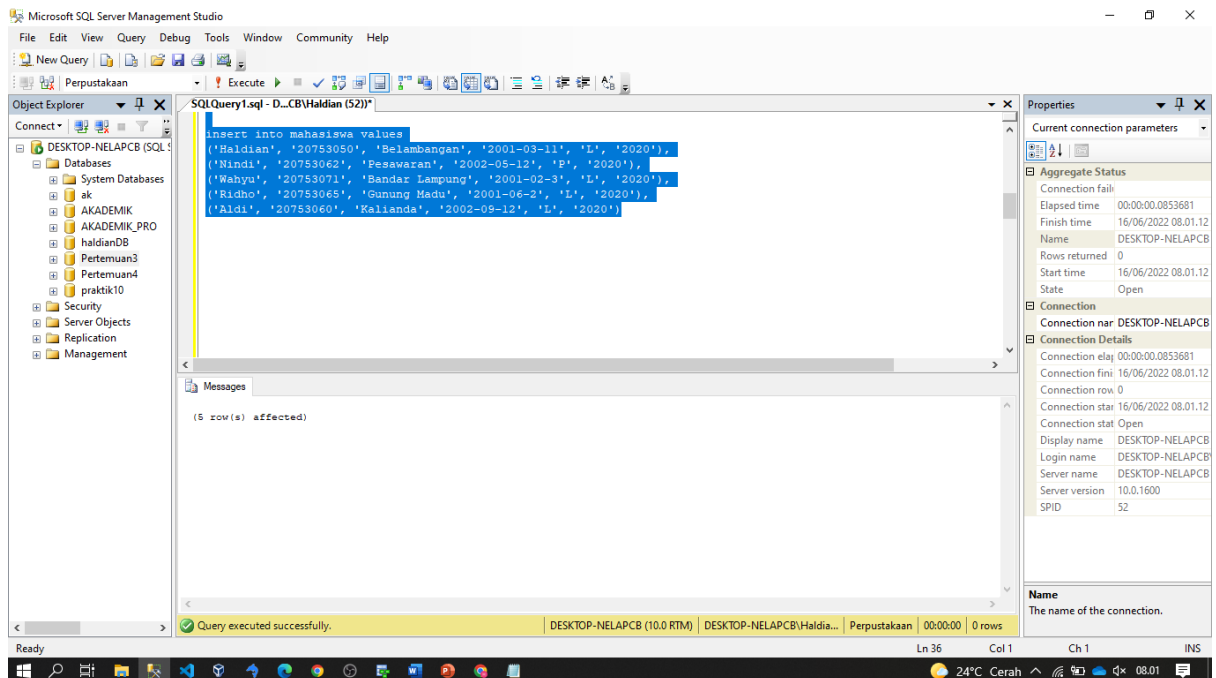 Microsoft SQL Server Management Studio
File Edit View Query Debug Tools Window Community Help
New Query
Perpustakaan Execute
Object Explorer
Connect
DESKTOP-NELAPCB (SQL S
Databases
System Databases
ak
AKADEMIK
AKADEMIK_PRO
haldianDB
Pertemuan3
Pertemuan4
praktik10
Security
Server Objects
Replication
Management
SQLQuery1.sql - D...CB\Haldian (52))*
insert into mahasiswa values
('Haldian', '20753050', 'Belambangan', '2001-03-11', 'L', '2020'),
('Nindi', '20753062', 'Pesawaran', '2002-05-12', 'P', '2020'),
('Wahyu', '20753071', 'Bandar Lampung', '2001-02-3', 'L', '2020'),
('Ridho', '20753065', 'Gunung Madu', '2001-06-2', 'L', '2020'),
('Aldi', '20753060', 'Kalianda', '2002-09-12', 'L', '2020')
Messages
(5 row(s) affected)
Query executed successfully. DESKTOP-NELAPCB (10.0 RTM) DESKTOP-NELAPCB\Haldia... Perpustakaan 00:00:00 0 rows
Properties
Current connection parameters
Aggregate Status
Connection failu
Elapsed time 00:00:00.0853681
Finish time 16/06/2022 08.01.12
Name DESKTOP-NELAPCB
Rows returned 0
Start time 16/06/2022 08.01.12
State Open
Connection
Connection nar DESKTOP-NELAPCB
Connection Details
Connection elap 00:00:00.0853681
Connection fini 16/06/2022 08.01.12
Connection row 0
Connection star 16/06/2022 08.01.12
Connection stat Open
Display name DESKTOP-NELAPCB
Login name DESKTOP-NELAPCB\
Server name DESKTOP-NELAPCB
Server version 10.0.1600
SPID 52
Name
The name of the connection.
Ready Ln 36 Col 1 Ch 1 INS
24°C Cerah 08.01